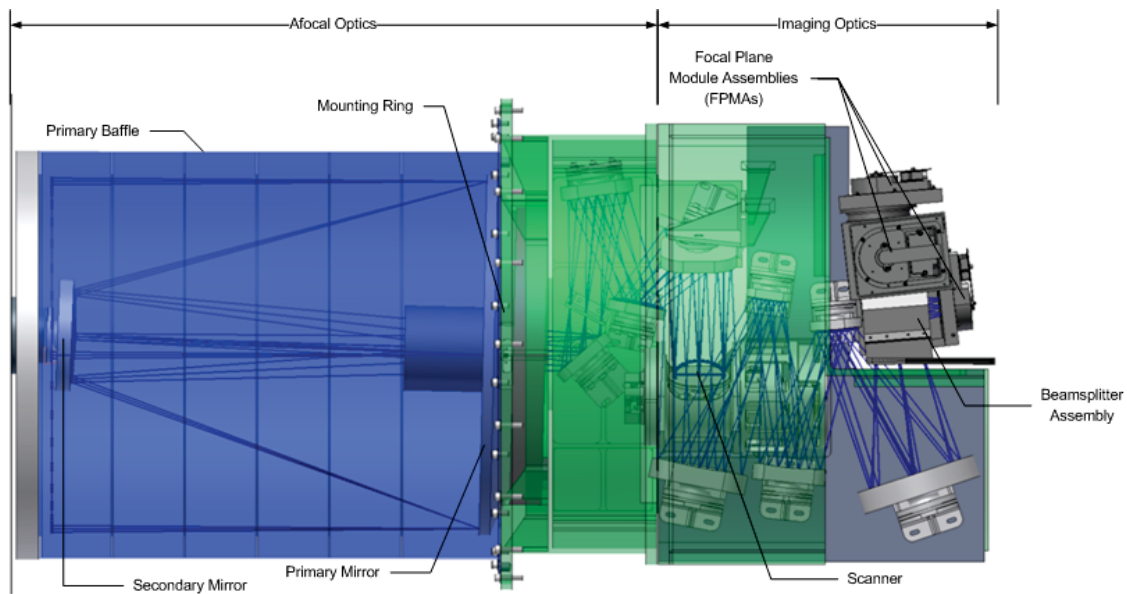 Afocal Optics
Imaging Optics
Focal Plane
Module Assemblies
(FPMAs)
Mounting Ring
Primary Baffle
Beamsplitter
Assembly
Primary Mirror
Scanner
Secondary Mirror